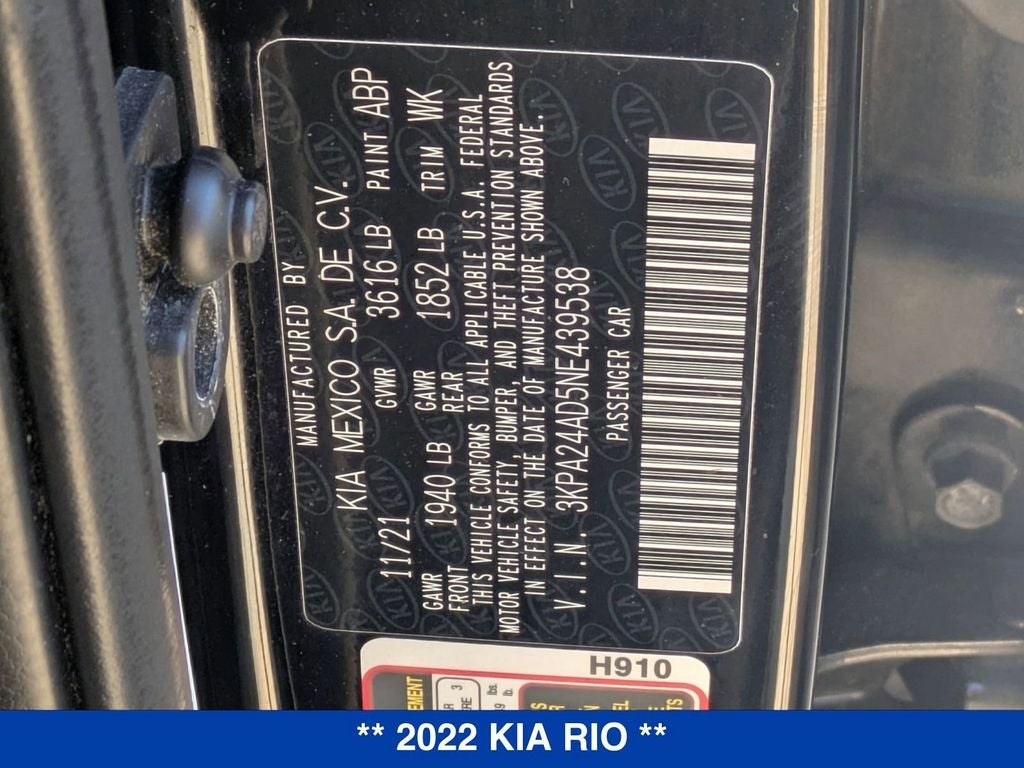 MANUFACTURED BY
KIA MEXICO S.A. DE C.V.
11/21 GVWR 3616 LB PAINT ABP
GAWR FRONT 1940 LB GAWR REAR 1852 LB TRIM WK
THIS VEHICLE CONFORMS TO ALL APPLICABLE U.S.A. FEDERAL
MOTOR VEHICLE SAFETY, BUMPER, AND THEFT PREVENTION STANDARDS
IN EFFECT ON THE DATE OF MANUFACTURE SHOWN ABOVE.
V.I.N. 3KPA24AD5NE439538
PASSENGER CAR
H910
** 2022 KIA RIO **